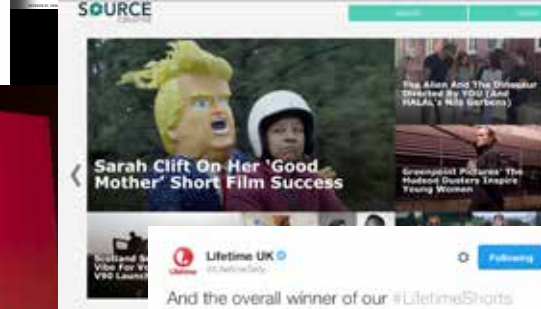 SOURCE
CREATIVE
The Alien And The Dinosaur
Directed By YOU (And
HALAL's Nils Gerbens)
Sarah Clift On Her 'Good
Mother' Short Film Success
Greenpoint Pictures' The
Hudson Dusters Inspire
Young Women
Scotland
Vibe For
V90 Launch
Lifetime UK
Following
Lifetime
And the overall winner of our #LifetimeShorts